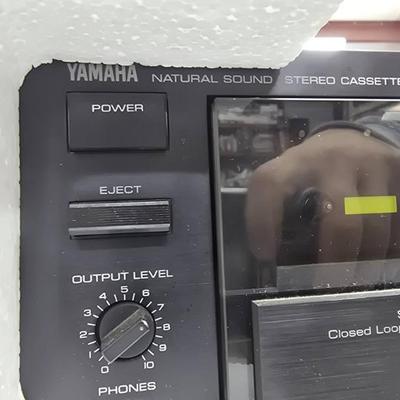 YAMAHA NATURAL SOUND STEREO CASSETTE
POWER
EJECT
OUTPUT LEVEL
0 1 2 3 4 5 6 7 8 9 10
PHONES
Closed Loop